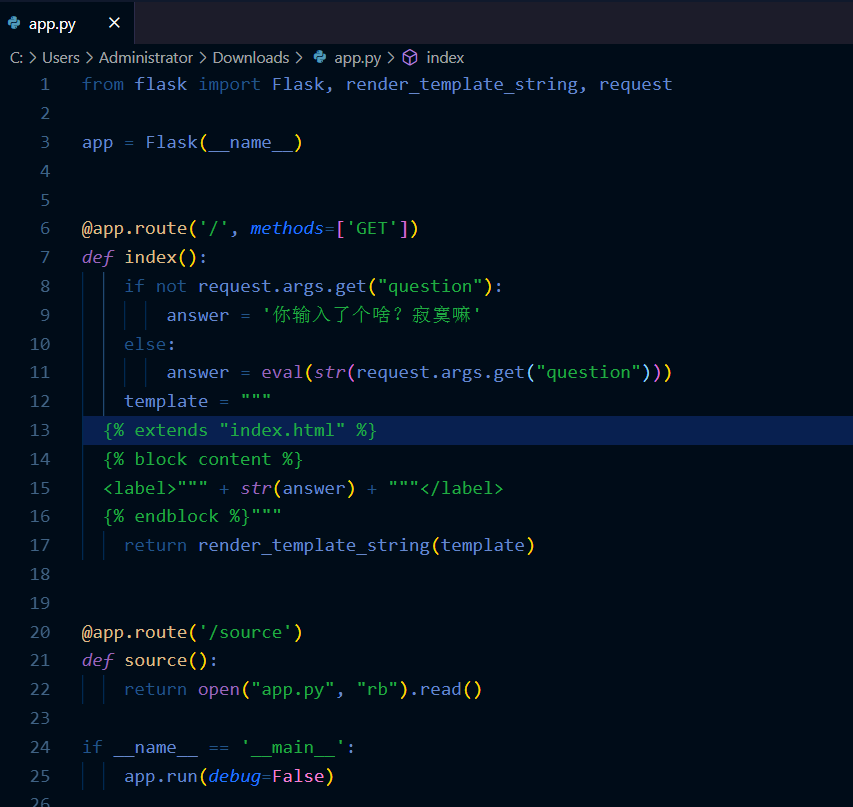 app.py
C: > Users > Administrator > Downloads > app.py > index
1 from flask import Flask, render_template_string, request
2
3 app = Flask(__name__)
4
5
6 @app.route('/', methods=['GET'])
7 def index():
8     if not request.args.get("question"):
9         answer = '你输入了个啥？寂寞嘛'
10     else:
11         answer = eval(str(request.args.get("question")))
12     template = """
13   {% extends "index.html" %}
14   {% block content %}
15   <label>""" + str(answer) + """</label>
16   {% endblock %}"""
17     return render_template_string(template)
18
19
20 @app.route('/source')
21 def source():
22     return open("app.py", "rb").read()
23
24 if __name__ == '__main__':
25     app.run(debug=False)
26